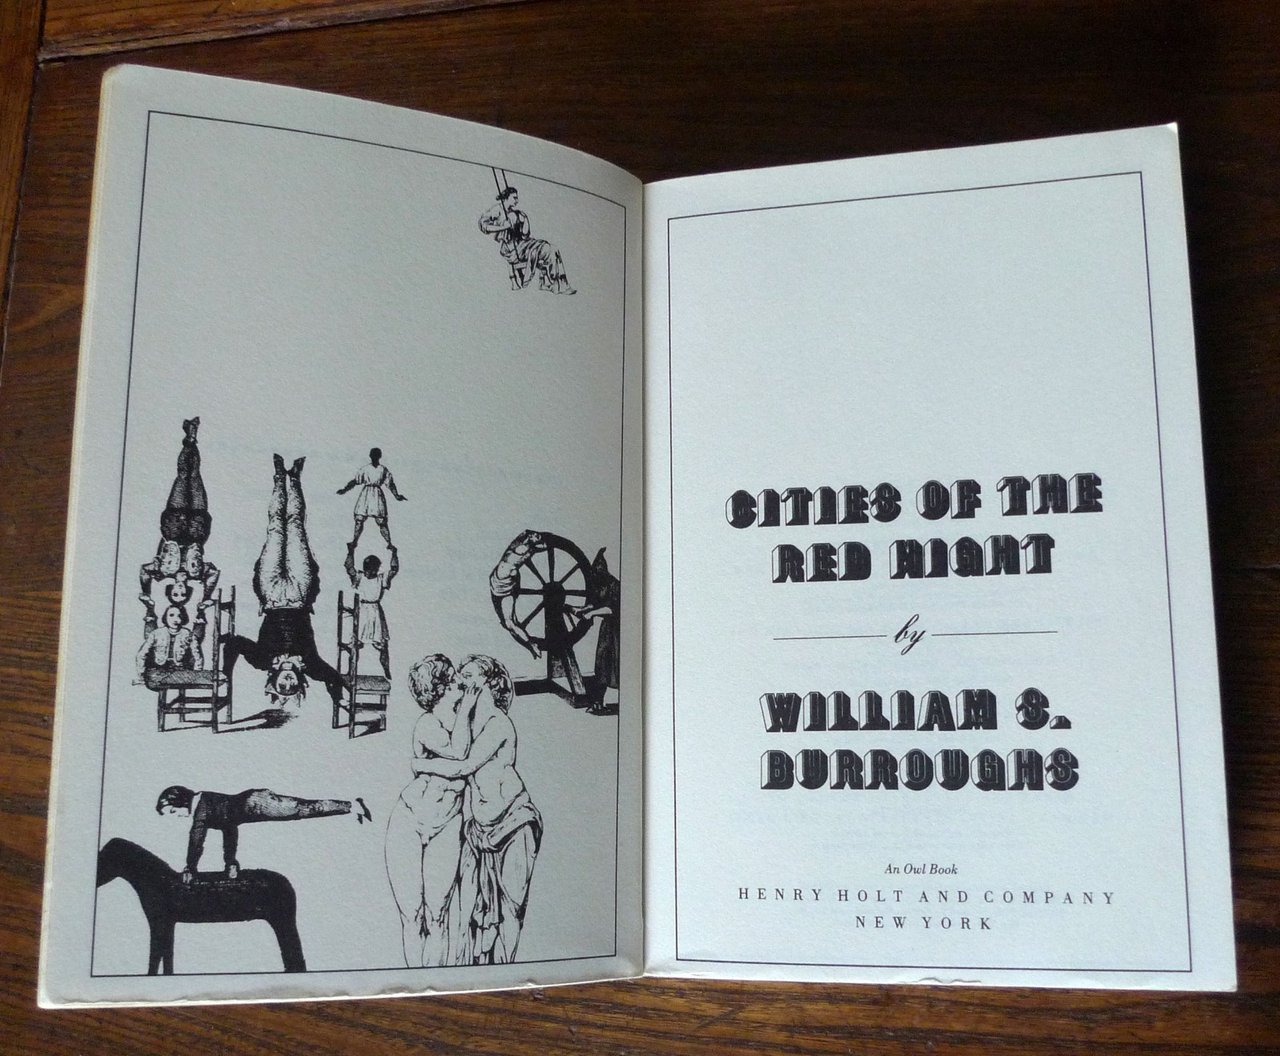 CITIES OF THE
RED NIGHT
by
WILLIAM S.
BURROUGHS
An Owl Book
HENRY HOLT AND COMPANY
NEW YORK